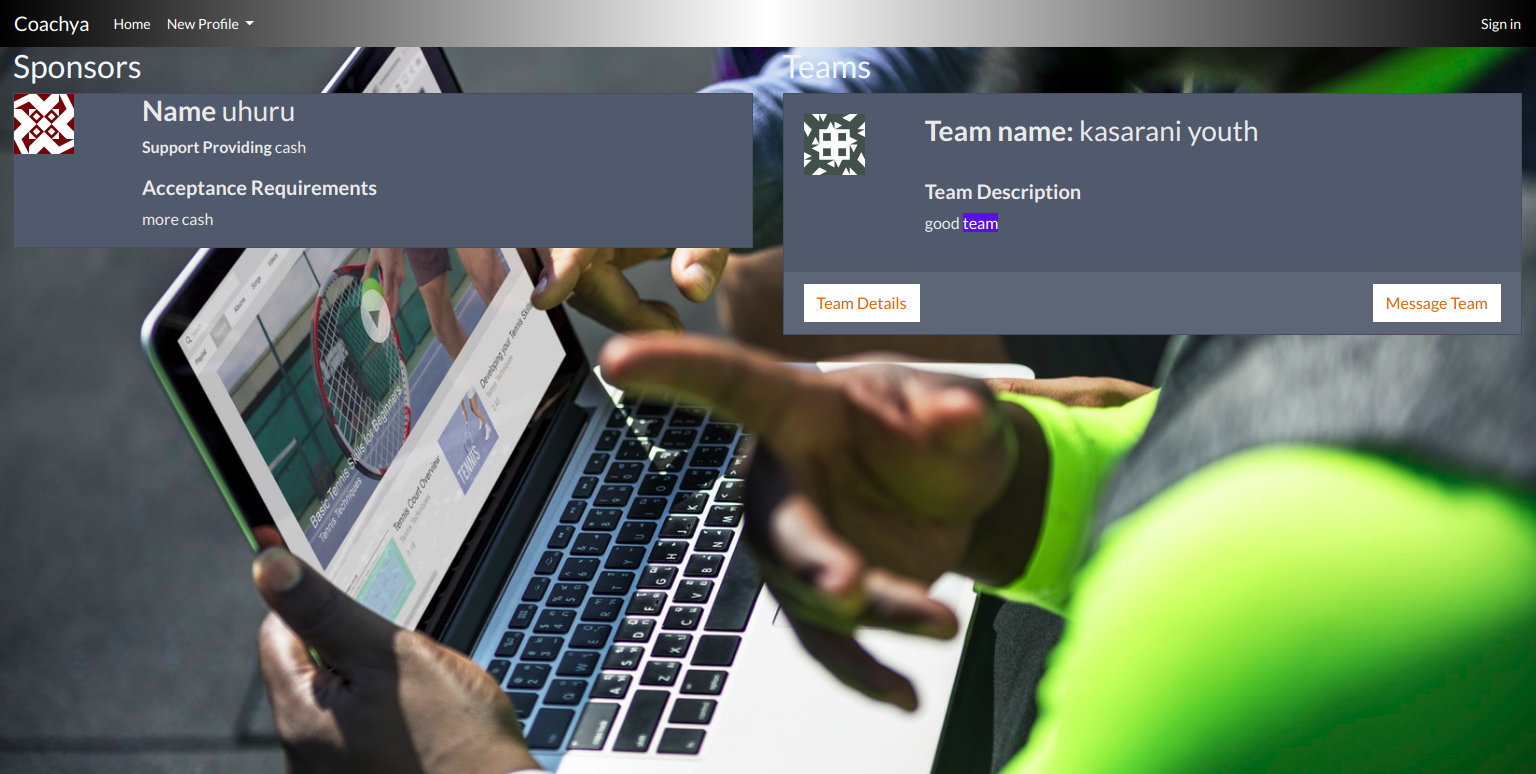 Coachya Home New Profile Sign in
Sponsors
Name uhuru
Support Providing cash
Acceptance Requirements
more cash
Teams
Team name: kasarani youth
Team Description
good team
Team Details Message Team
Basic Tennis Skills for Beginners
Tennis Techniques
Tennis Court Overview
Developing your Tennis Skills
Tennis Techniques
TENNIS